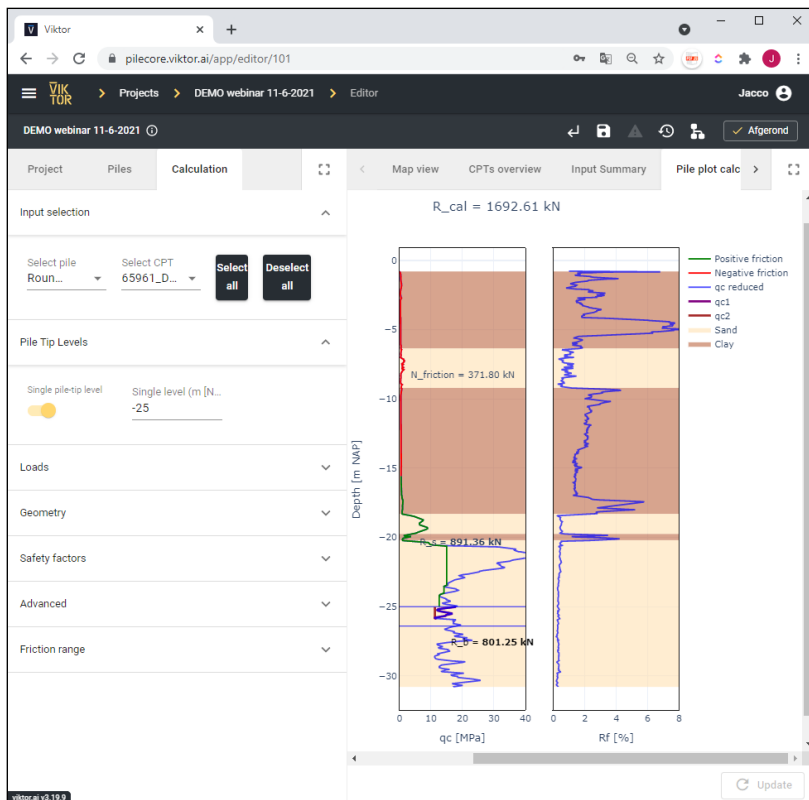 Viktor
pilecore.viktor.ai/app/editor/101
J
VIKTOR
Projects
DEMO webinar 11-6-2021
Editor
Jacco
DEMO webinar 11-6-2021
Afgerond
Project
Piles
Calculation
Map view
CPTs overview
Input Summary
Pile plot calc
Input selection
Select pile
Roun...
Select CPT
65961_D...
Select all
Deselect all
Pile Tip Levels
Single pile-tip level
Single level (m [N...
-25
Loads
Geometry
Safety factors
Advanced
Friction range
R_cal = 1692.61 kN
Depth [m NAP]
0
−5
−10
−15
−20
−25
−30
N_friction = 371.80 kN
R_s = 891.36 kN
R_b = 801.25 kN
0 10 20 30 40
qc [MPa]
0 2 4 6 8
Rf [%]
Positive friction
Negative friction
qc reduced
qc1
qc2
Sand
Clay
Update
viktor.ai v3.19.9